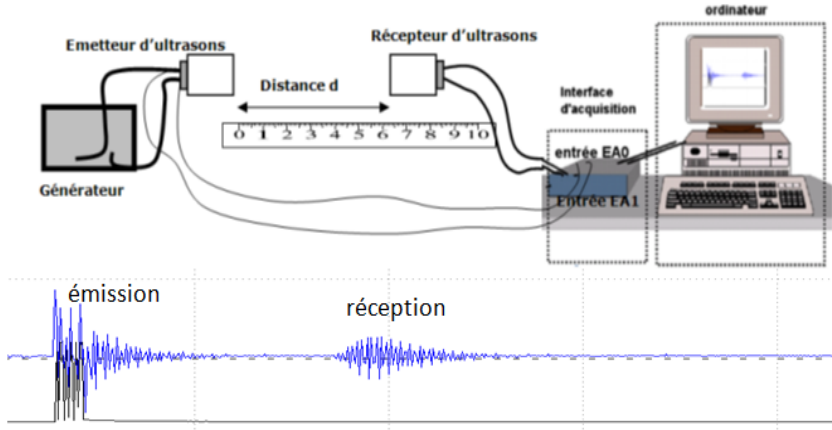 ordinateur
Emetteur d'ultrasons
Récepteur d'ultrasons
Distance d
Interface
d'acquisition
0 1 2 3 4 5 6 7 8 9 10
entrée EA0
Générateur
Entrée EA1
émission
réception